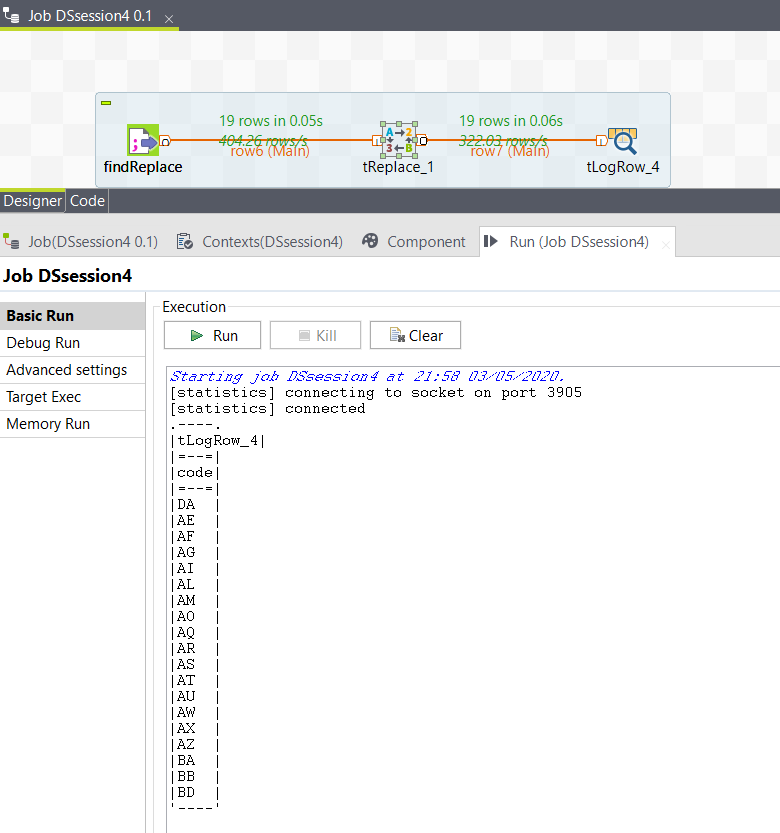 Job DSsession4 0.1
19 rows in 0.05s
19 rows in 0.06s
404.26 rows/s
322.03 rows/s
row6 (Main)
row7 (Main)
findReplace
tReplace_1
tLogRow_4
Designer
Code
Job(DSsession4 0.1)
Contexts(DSsession4)
Component
Run (Job DSsession4)
Job DSsession4
Basic Run
Debug Run
Advanced settings
Target Exec
Memory Run
Execution
Run
Kill
Clear
Starting job DSsession4 at 21:58 03/05/2020.
[statistics] connecting to socket on port 3905
[statistics] connected
.----.
|tLogRow_4|
|=---=|
|code|
|=---=|
|DA  |
|AE  |
|AF  |
|AG  |
|AI  |
|AL  |
|AM  |
|AO  |
|AQ  |
|AR  |
|AS  |
|AT  |
|AU  |
|AW  |
|AX  |
|AZ  |
|BA  |
|BB  |
|BD  |
'----'